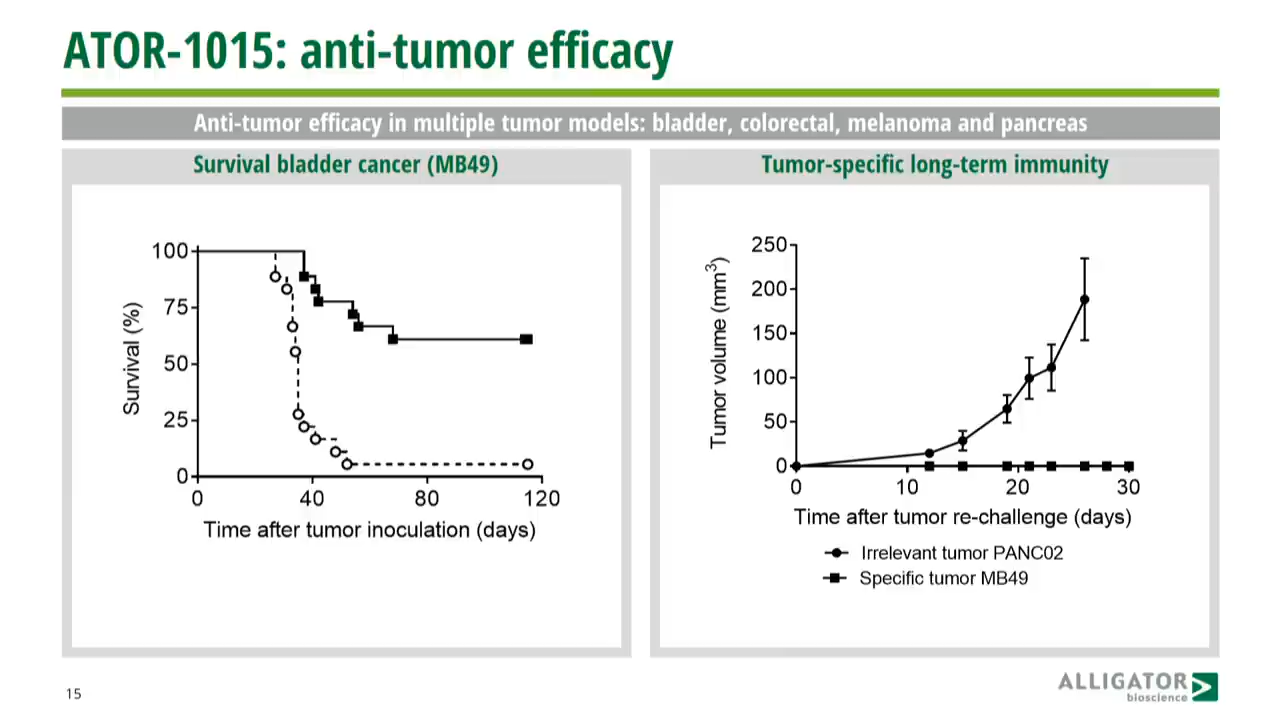 ATOR-1015: anti-tumor efficacy
Anti-tumor efficacy in multiple tumor models: bladder, colorectal, melanoma and pancreas
Survival bladder cancer (MB49)
Survival (%)
100
75
50
25
0
0 40 80 120
Time after tumor inoculation (days)
Tumor-specific long-term immunity
Tumor volume (mm³)
250
200
150
100
50
0
0 10 20 30
Time after tumor re-challenge (days)
Irrelevant tumor PANC02
Specific tumor MB49
15
ALLIGATOR
bioscience